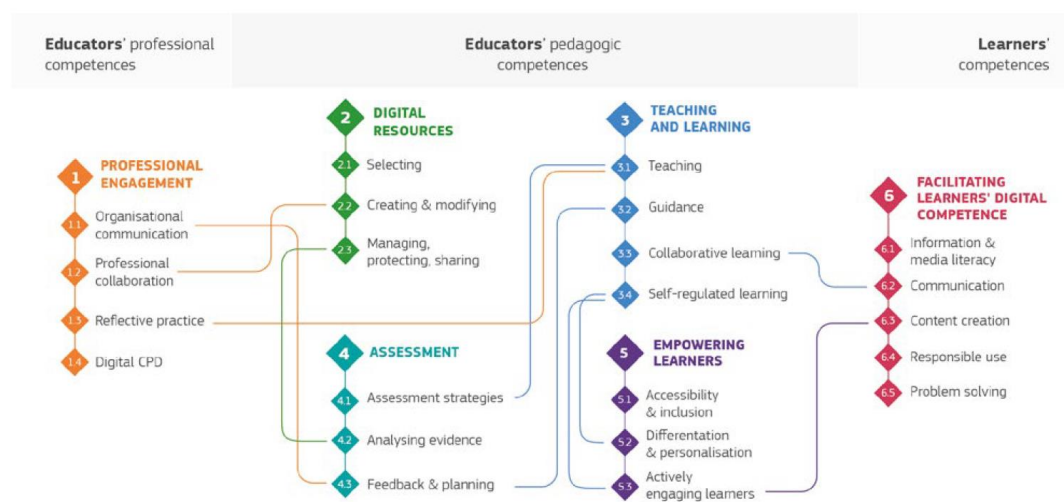 Educators' professional
competences
Educators' pedagogic
competences
Learners'
competences
1
PROFESSIONAL
ENGAGEMENT
1.1
Organisational
communication
1.2
Professional
collaboration
1.3
Reflective practice
1.4
Digital CPD
2
DIGITAL
RESOURCES
2.1
Selecting
2.2
Creating & modifying
2.3
Managing,
protecting, sharing
3
TEACHING
AND LEARNING
3.1
Teaching
3.2
Guidance
3.3
Collaborative learning
3.4
Self-regulated learning
4
ASSESSMENT
4.1
Assessment strategies
4.2
Analysing evidence
4.3
Feedback & planning
5
EMPOWERING
LEARNERS
5.1
Accessibility
& inclusion
5.2
Differentation
& personalisation
5.3
Actively
engaging learners
6
FACILITATING
LEARNERS' DIGITAL
COMPETENCE
6.1
Information &
media literacy
6.2
Communication
6.3
Content creation
6.4
Responsible use
6.5
Problem solving